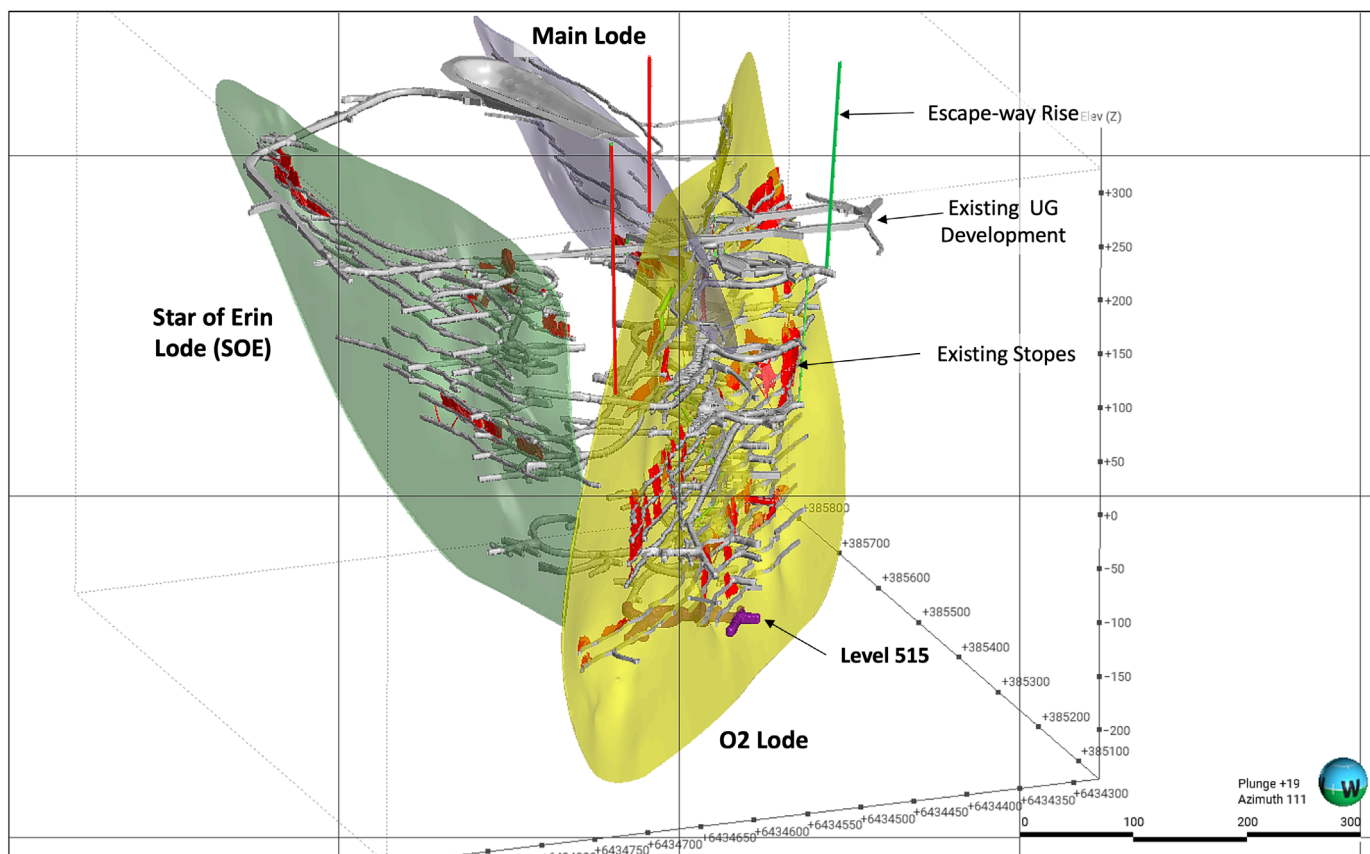 Main Lode
Escape-way Rise
Elev (Z)
+300
Existing UG
Development
+250
+200
Star of Erin
Lode (SOE)
Existing Stopes
+150
+100
+50
+0
+385800
+385700
-50
+385600
+385500
-100
+385400
Level 515
-150
+385300
+385200
-200
O2 Lode
+385100
+6434300
+6434350
+6434400
+6434450
+6434500
+6434550
+6434600
+6434650
+6434700
+6434750
Plunge +19
Azimuth 111
W
0
100
200
300